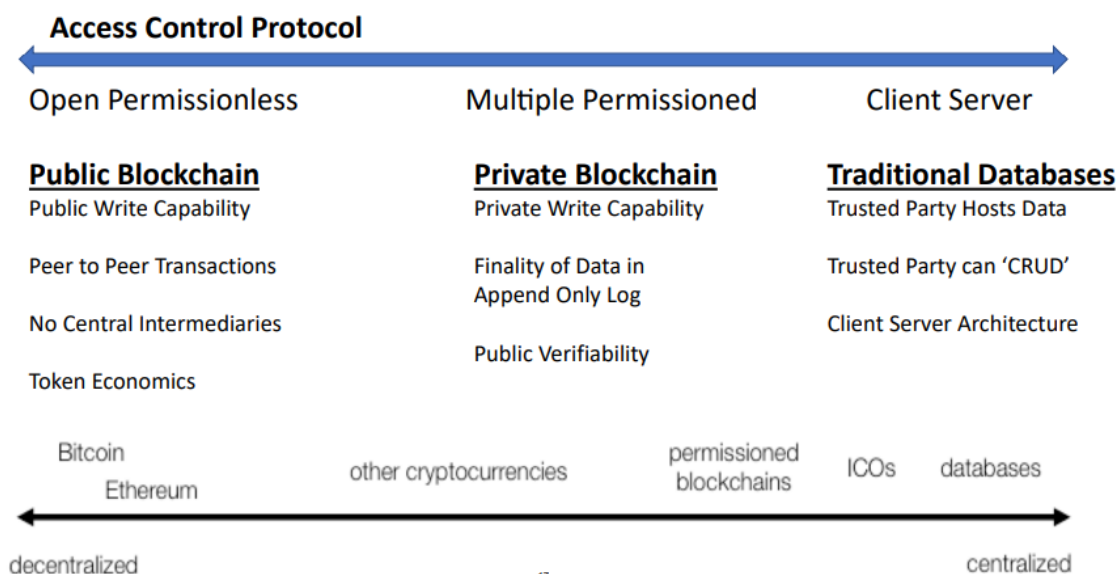 Access Control Protocol
Open Permissionless
Multiple Permissioned
Client Server
Public Blockchain
Public Write Capability
Peer to Peer Transactions
No Central Intermediaries
Token Economics
Private Blockchain
Private Write Capability
Finality of Data in
Append Only Log
Public Verifiability
Traditional Databases
Trusted Party Hosts Data
Trusted Party can ‘CRUD’
Client Server Architecture
Bitcoin
Ethereum
other cryptocurrencies
permissioned
blockchains
ICOs
databases
decentralized
centralized